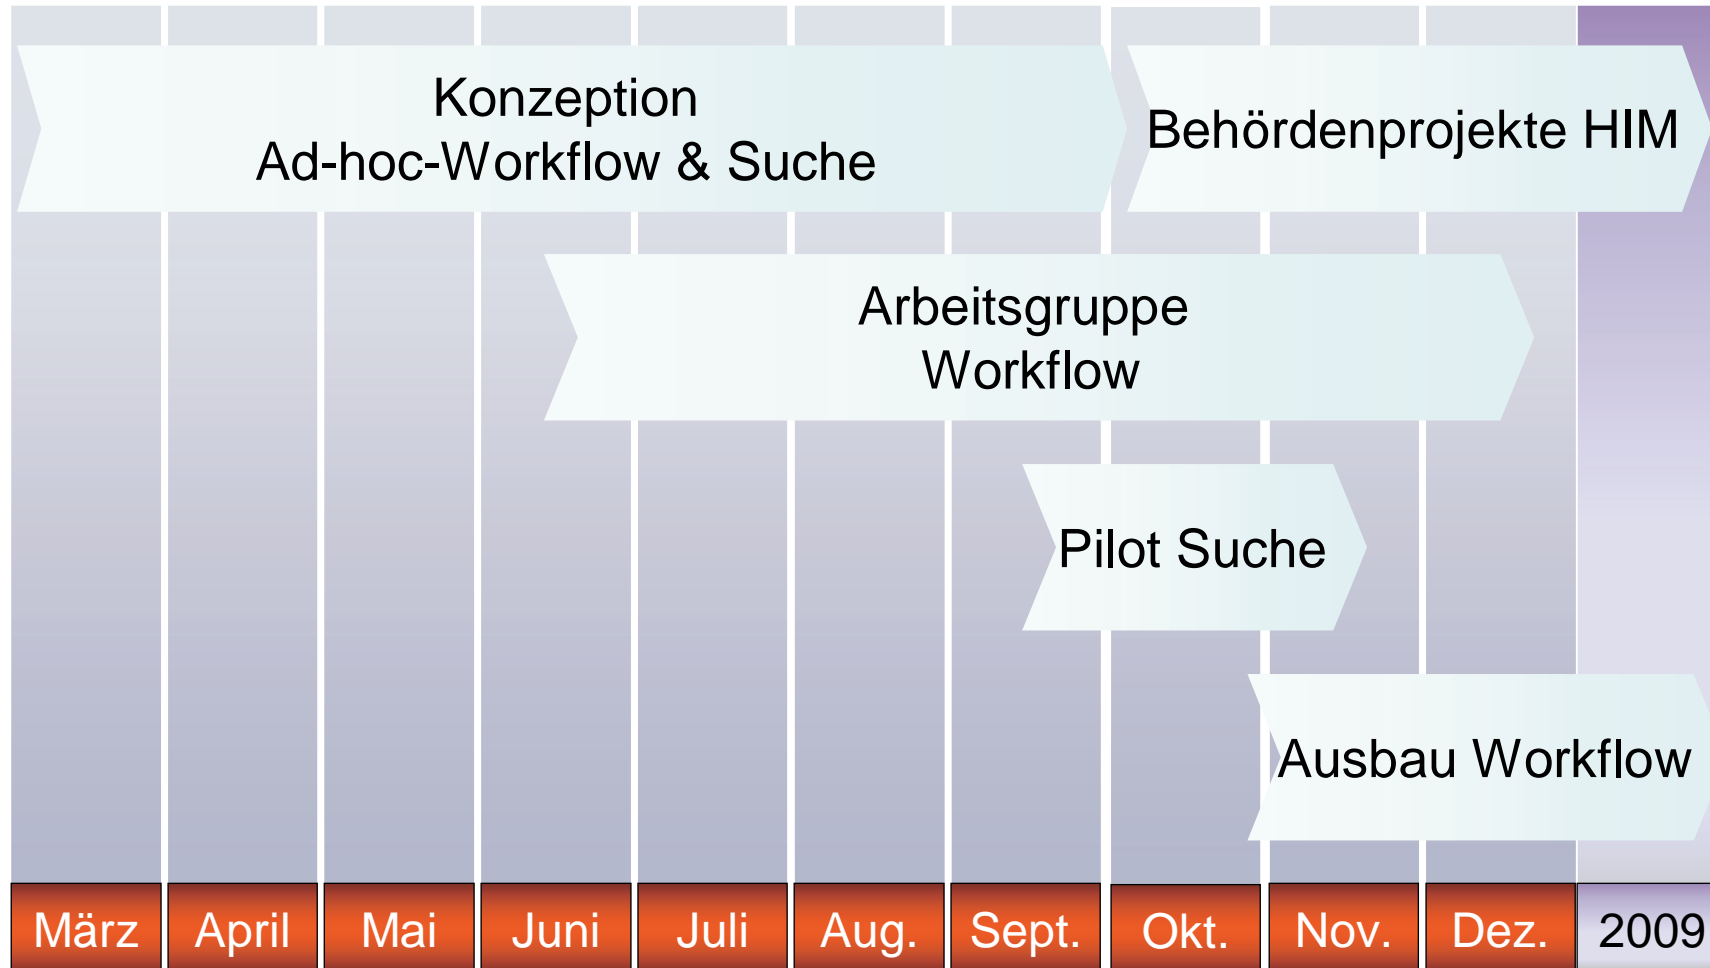 Konzeption
Ad-hoc-Workflow & Suche
Behördenprojekte HIM
Arbeitsgruppe
Workflow
Pilot Suche
Ausbau Workflow
März April Mai Juni Juli Aug. Sept. Okt. Nov. Dez. 2009